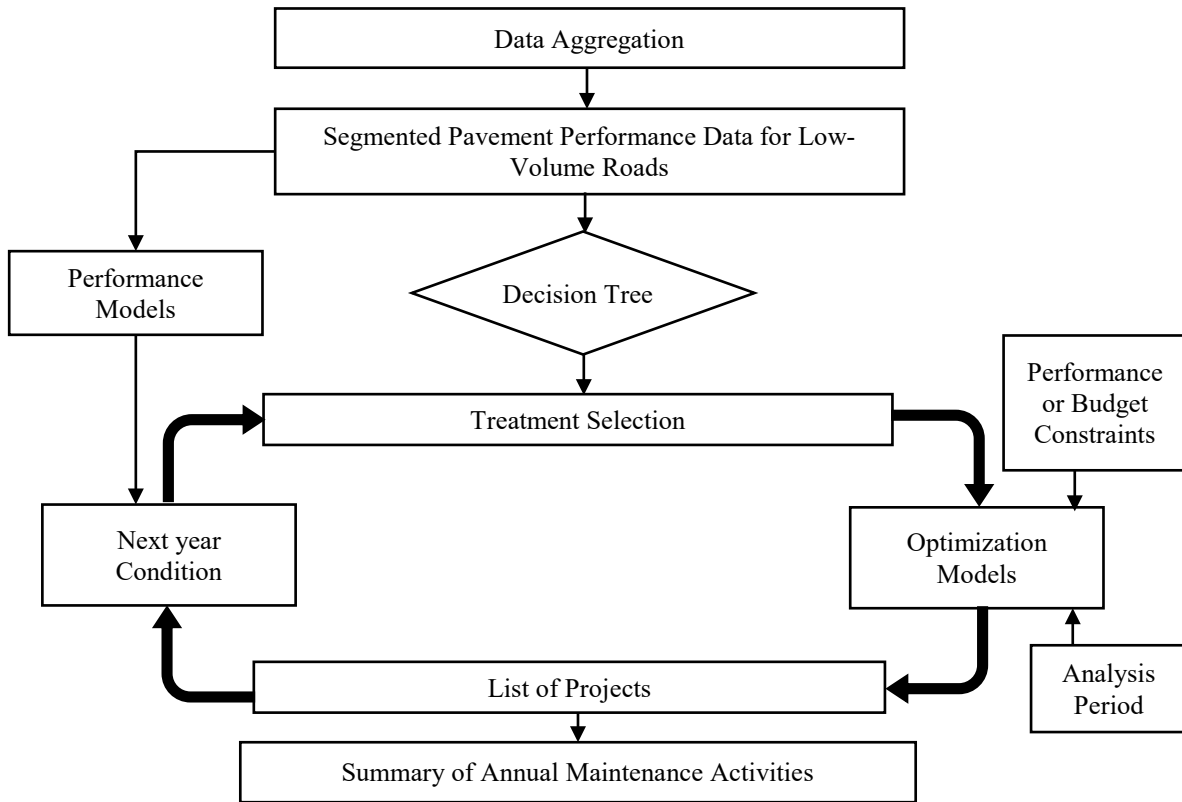 Data Aggregation
Segmented Pavement Performance Data for Low-
Volume Roads
Performance
Models
Decision Tree
Performance
or Budget
Constraints
Treatment Selection
Next year
Condition
Optimization
Models
List of Projects
Analysis
Period
Summary of Annual Maintenance Activities